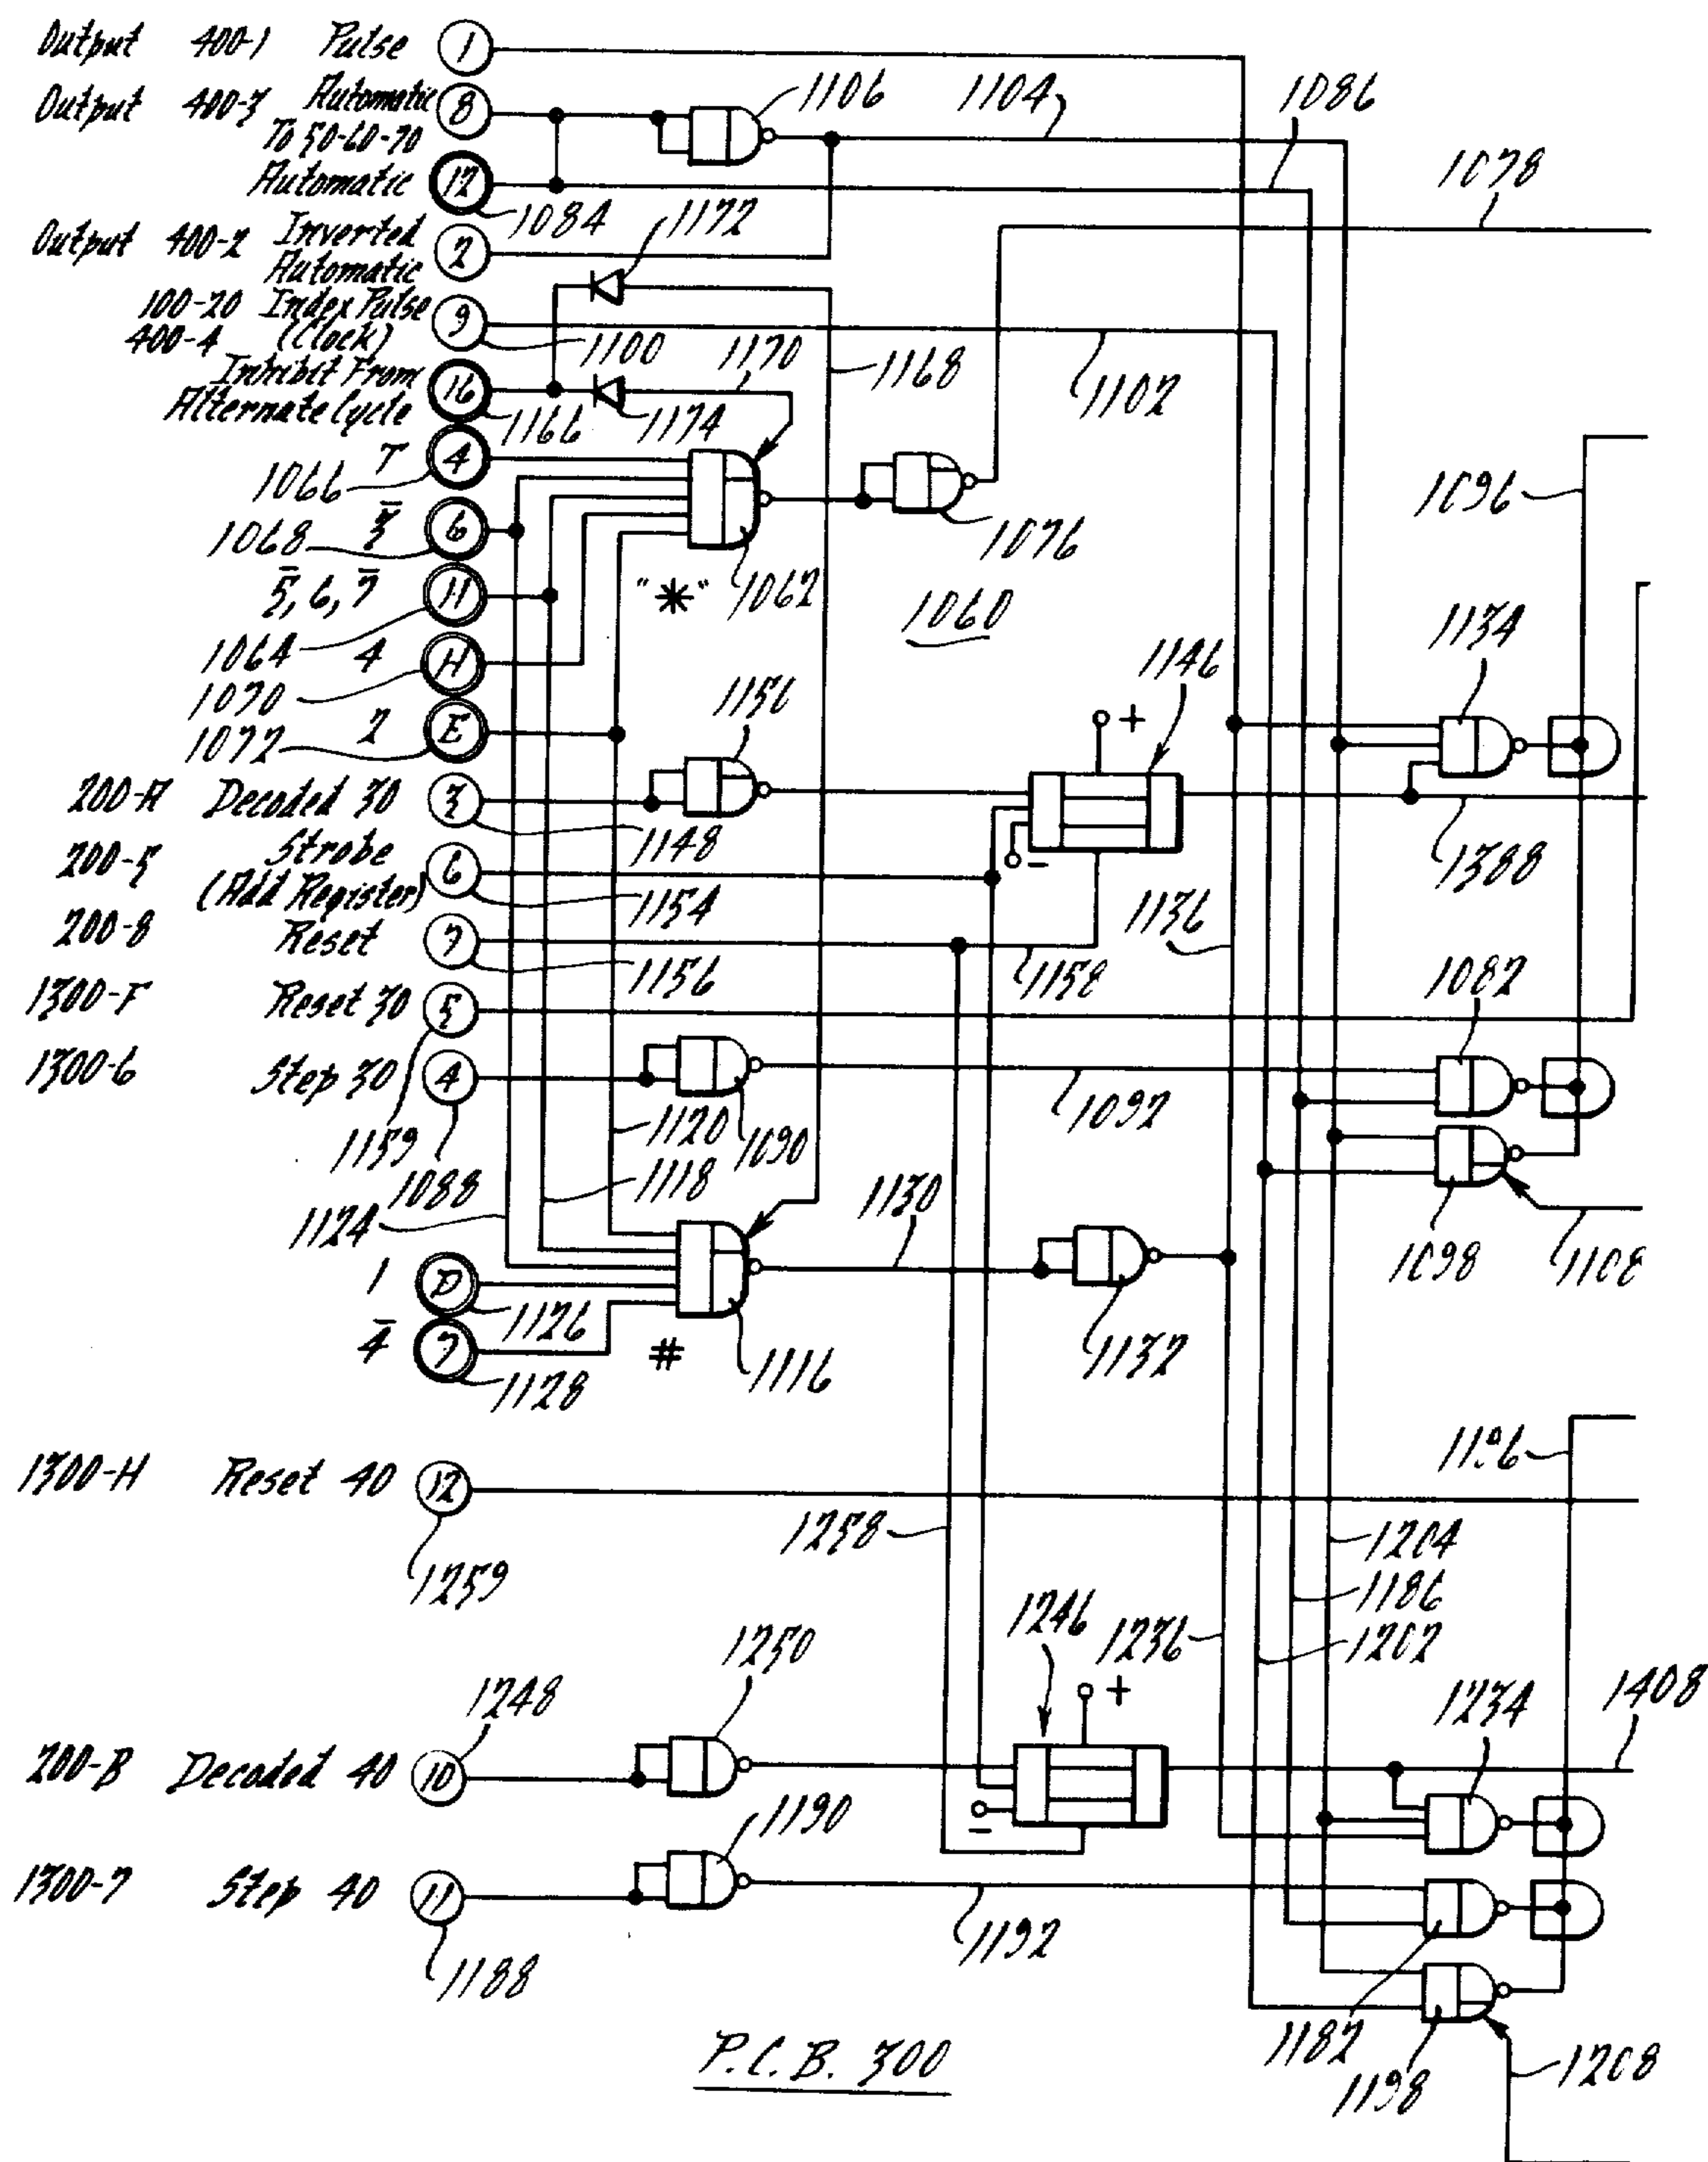 Output 400-1 Pulse 1
Output 400-3 Automatic 8
To 50-60-70
Automatic 12
1084
Output 400-2 Inverted 2
Automatic
100-20 Index Pulse 9
400-4 (Clock)
1100
Inhibit From 16
Alternate Cycle
1166
T 4
1066
3̅ 6
1068
5̅, 6, 7̅ 11
1064
4 H
1070
2 E
1072
200-A Decoded 30 3
1148
200-5 Strobe 6
(Add Register)
1154
200-8 Reset 7
1156
1300-F Reset 30 5
1159
1300-6 Step 30 4
1088
1124
1 D
1126
4̅ 7
1128
1300-H Reset 40 12
1259
200-B Decoded 40 10
1248
1300-7 Step 40 11
1188
1106
1104
1086
1078
1172
1170
1168
1102
1174
"*"
1062
1076
1060
1096
1134
1146
+
-
1156
1388
1136
1158
1082
1092
1120
1090
1118
1130
1098
1108
#
1116
1132
1258
1204
1186
1202
1236
1246
+
-
1250
1234
1408
1190
1192
1182
1198
1208
P.C.B. 300